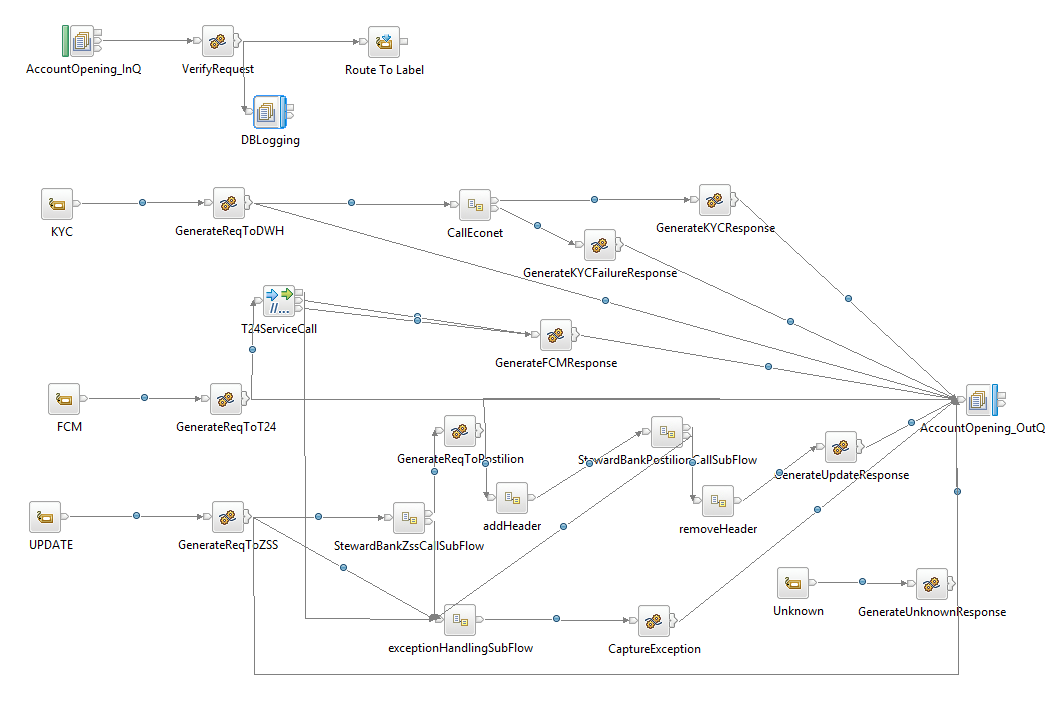 AccountOpening_InQ
VerifyRequest
Route To Label
DBLogging
KYC
GenerateReqToDWH
CallEconet
GenerateKYCResponse
GenerateKYCFailureResponse
//...
T24ServiceCall
GenerateFCMResponse
FCM
GenerateReqToT24
AccountOpening_OutQ
GenerateReqToPostilion
StewardBankPostilionCallSubFlow
GenerateUpdateResponse
addHeader
removeHeader
UPDATE
GenerateReqToZSS
StewardBankZssCallSubFlow
Unknown
GenerateUnknownResponse
exceptionHandlingSubFlow
CaptureException